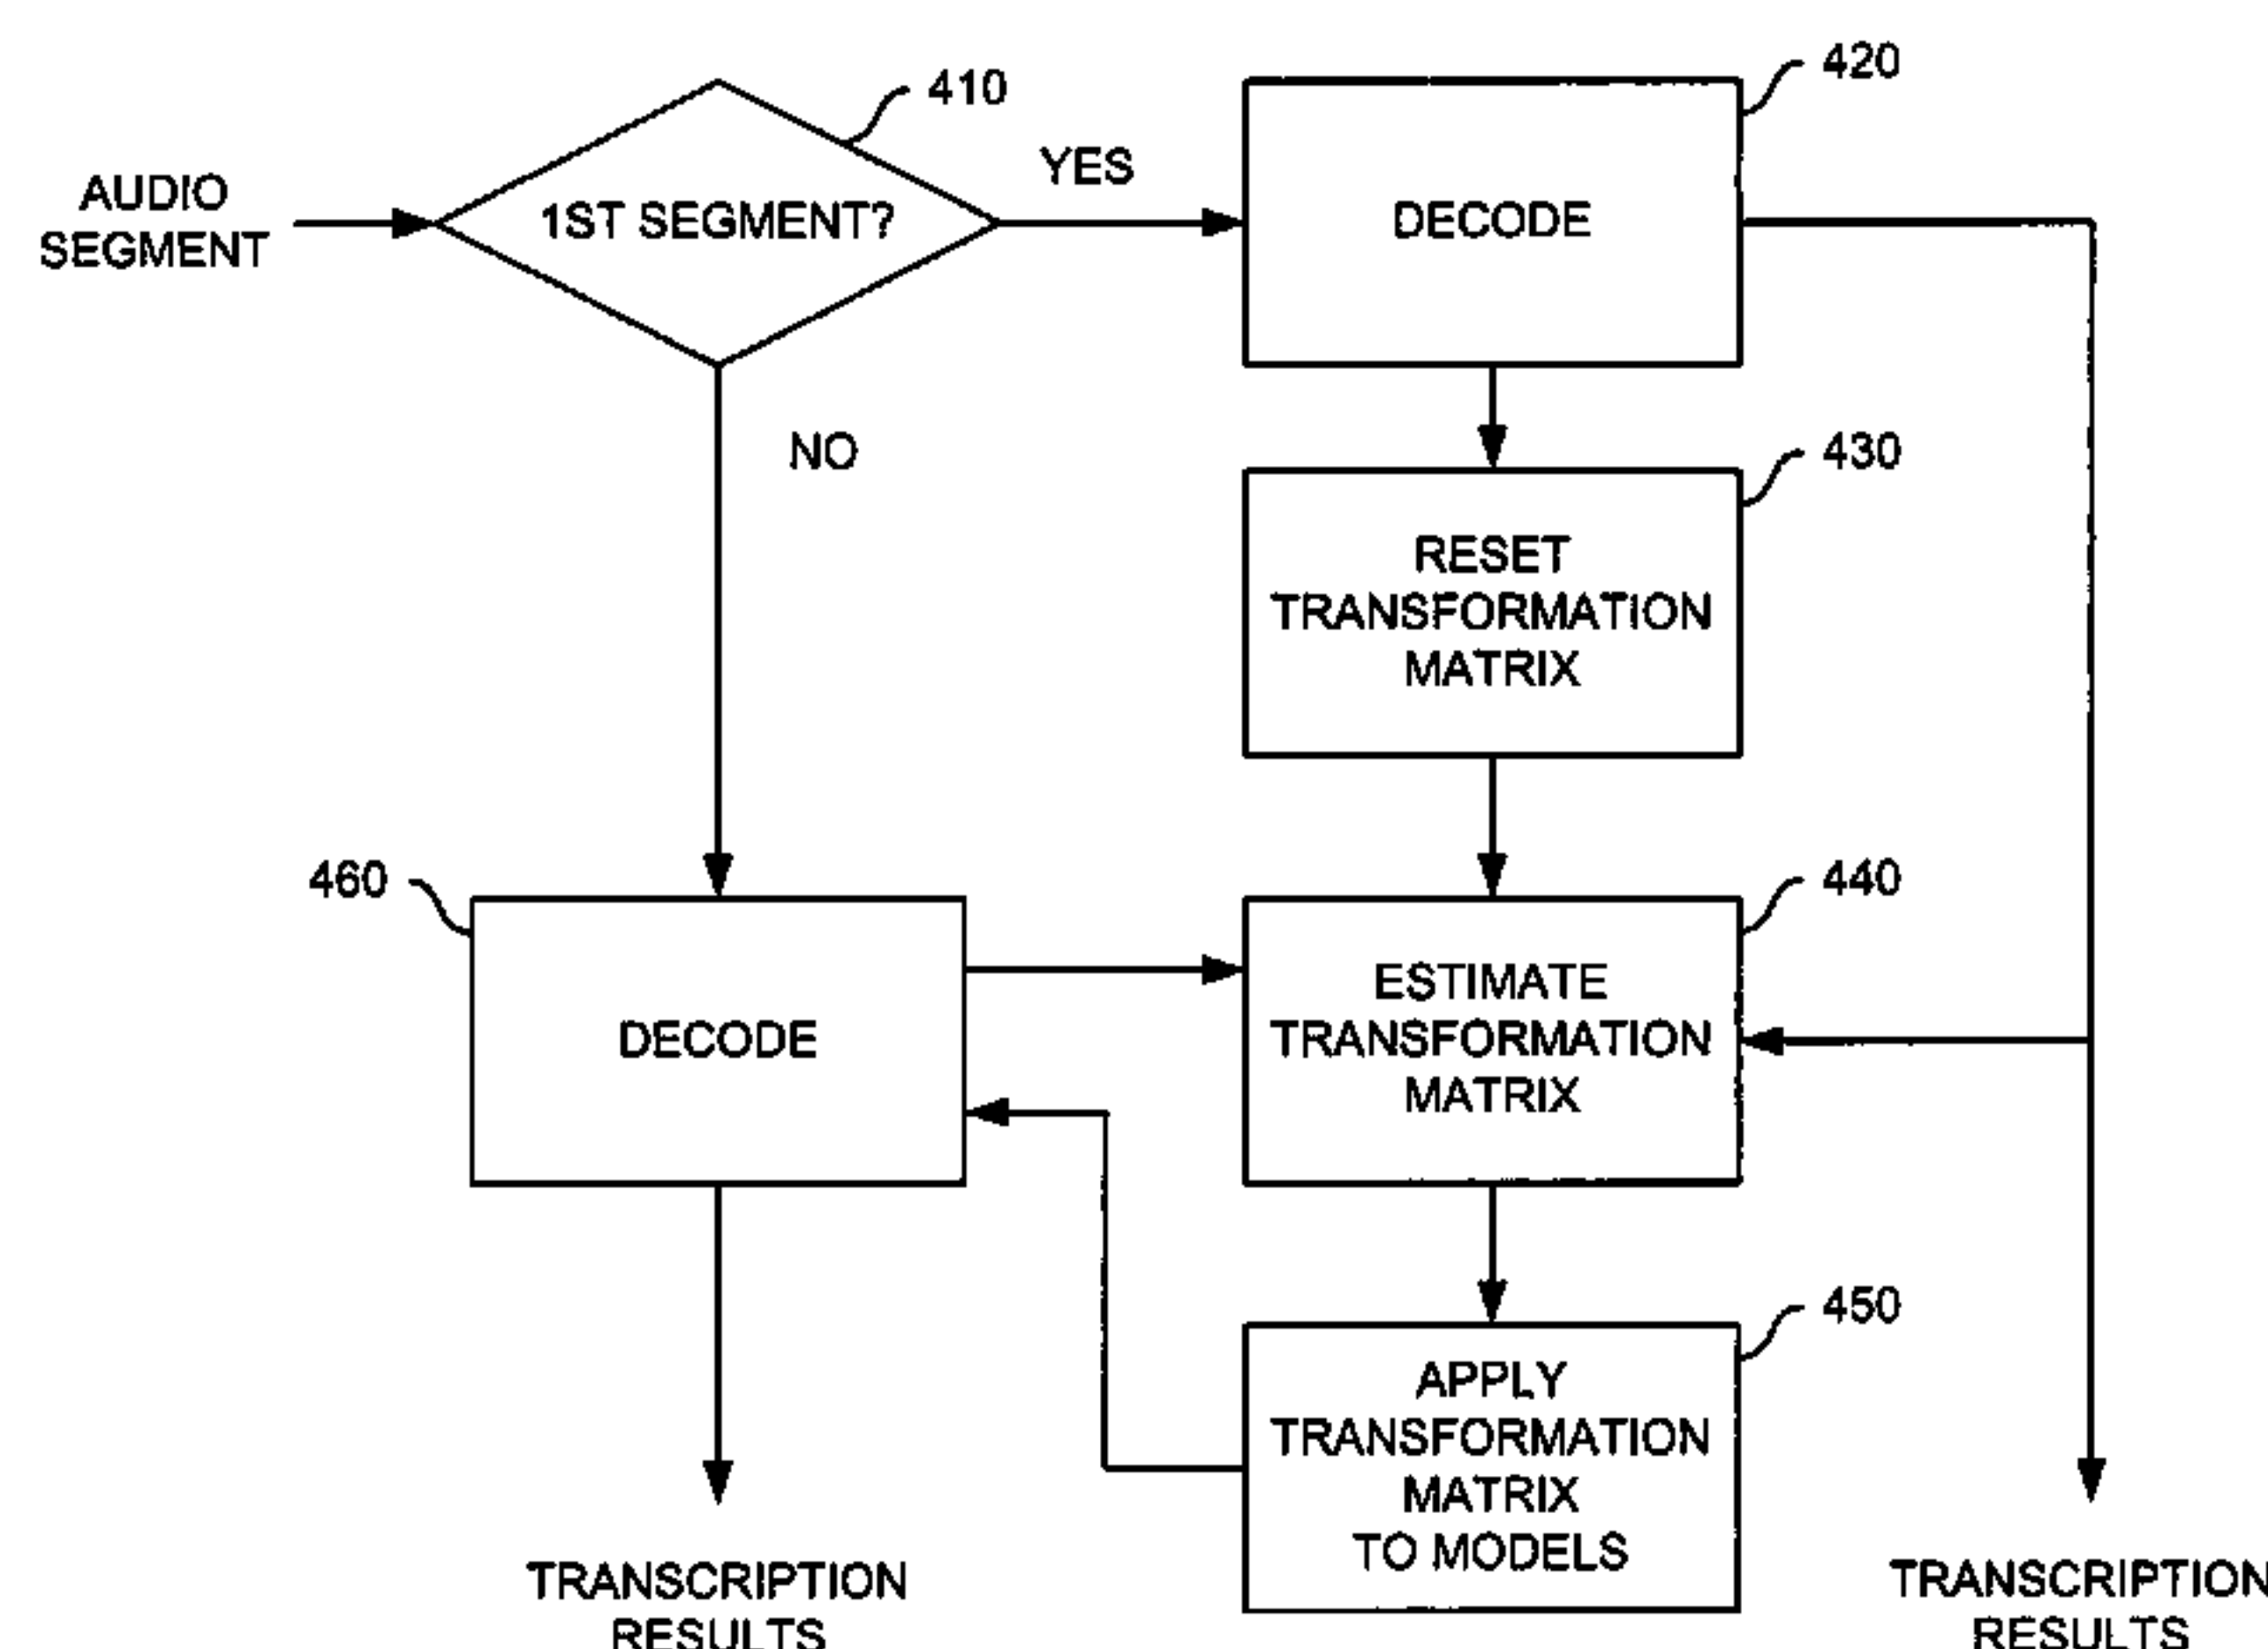 420
410
YES
AUDIO
SEGMENT
1ST SEGMENT?
DECODE
NO
430
RESET
TRANSFORMATION
MATRIX
460
440
DECODE
ESTIMATE
TRANSFORMATION
MATRIX
450
APPLY
TRANSFORMATION
MATRIX
TO MODELS
TRANSCRIPTION
RESULTS
TRANSCRIPTION
RESULTS